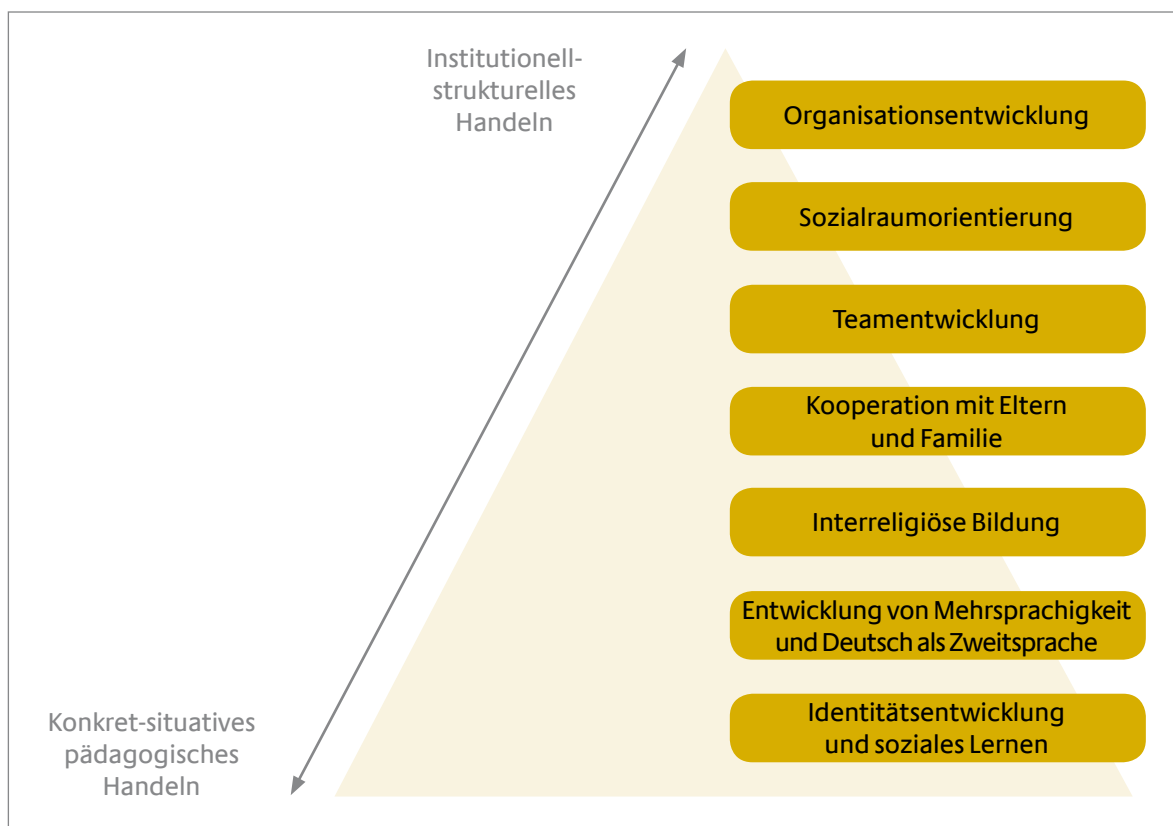 Institutionell-
strukturelles
Handeln
Organisationsentwicklung
Sozialraumorientierung
Teamentwicklung
Kooperation mit Eltern
und Familie
Interreligiöse Bildung
Entwicklung von Mehrsprachigkeit
und Deutsch als Zweitsprache
Identitätsentwicklung
und soziales Lernen
Konkret-situatives
pädagogisches
Handeln